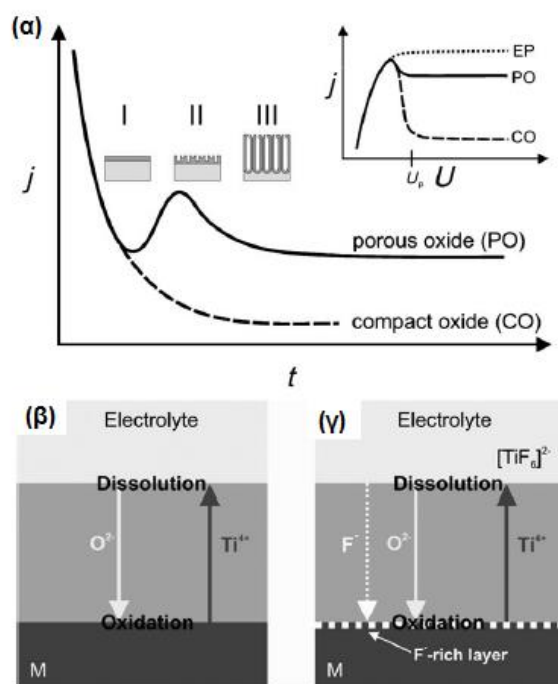 (α)
I II III
j
porous oxide (PO)
compact oxide (CO)
t
j
EP
PO
CO
Uₚ U
(β)
Electrolyte
Dissolution
O²⁻
Ti⁴⁺
Oxidation
M
(γ)
Electrolyte
[TiF₆]²⁻
Dissolution
F⁻
O²⁻
Ti⁴⁺
Oxidation
F⁻-rich layer
M